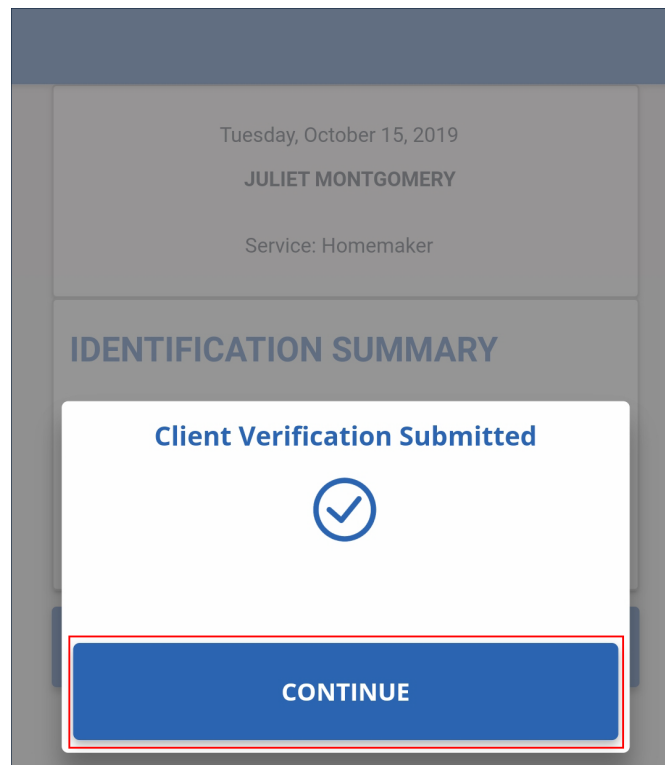 Tuesday, October 15, 2019
JULIET MONTGOMERY
Service: Homemaker
IDENTIFICATION SUMMARY
Client Verification Submitted
CONTINUE